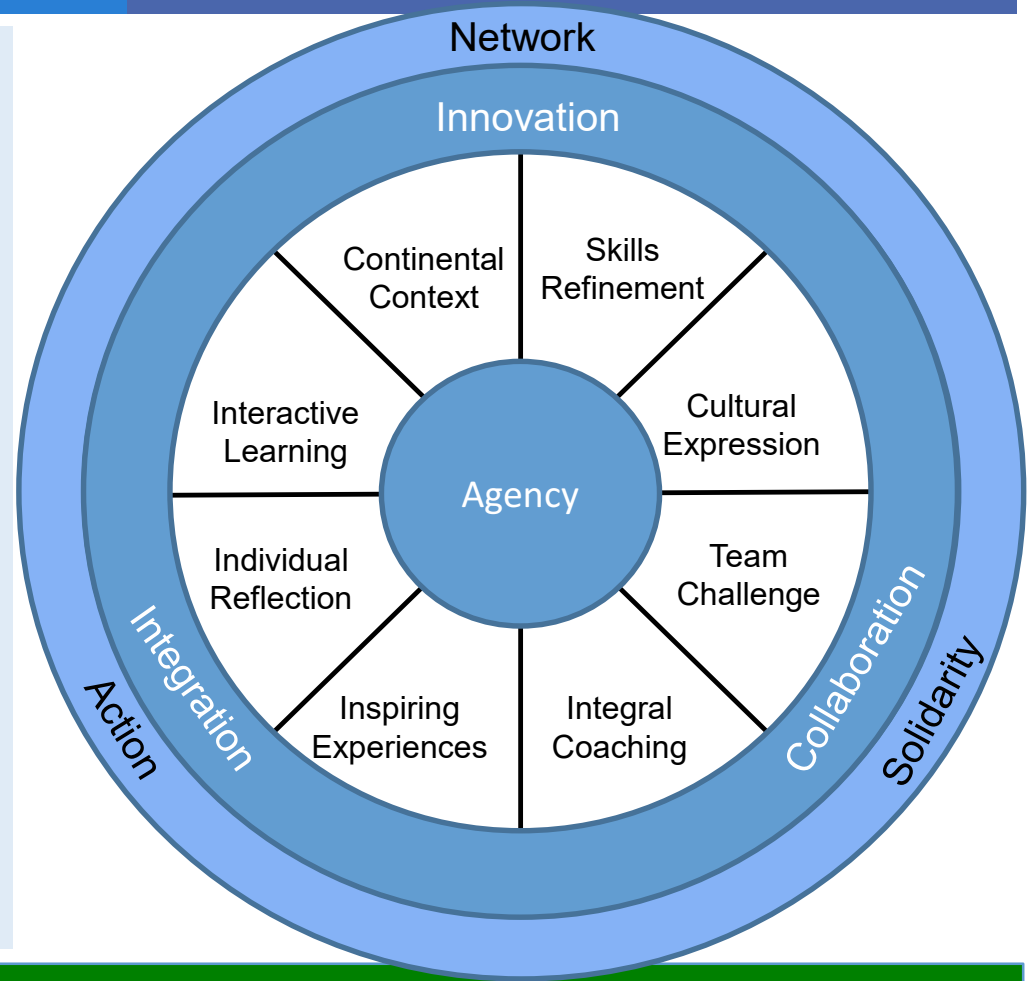 Network
Innovation
Continental
Context
Skills
Refinement
Interactive
Learning
Cultural
Expression
Agency
Individual
Reflection
Team
Challenge
Integration
Collaboration
Action
Solidarity
Inspiring
Experiences
Integral
Coaching